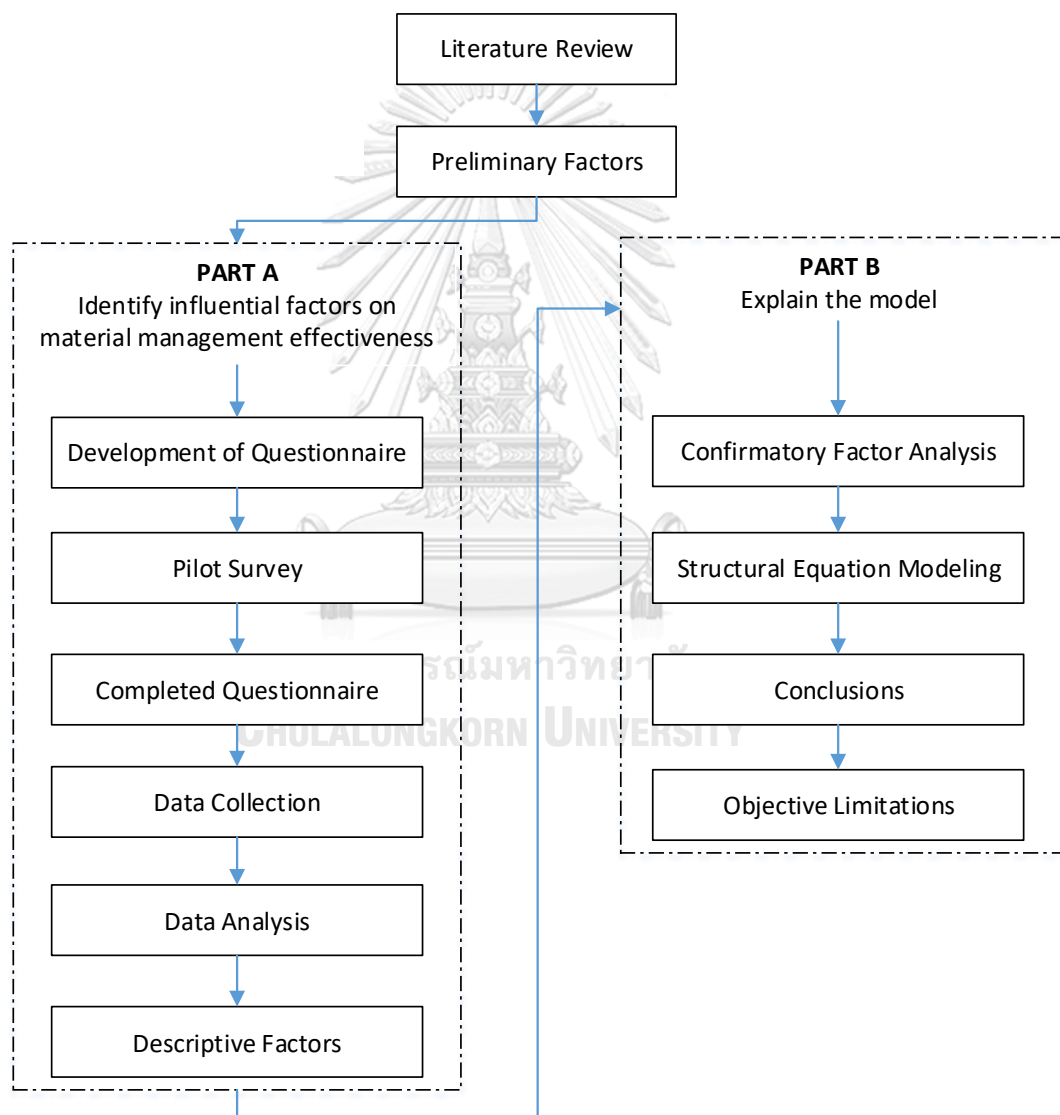 Literature Review
Preliminary Factors
PART A
Identify influential factors on
material management effectiveness
Development of Questionnaire
Pilot Survey
Completed Questionnaire
Data Collection
Data Analysis
Descriptive Factors
PART B
Explain the model
Confirmatory Factor Analysis
Structural Equation Modeling
Conclusions
Objective Limitations
CHULALONGKORN UNIVERSITY